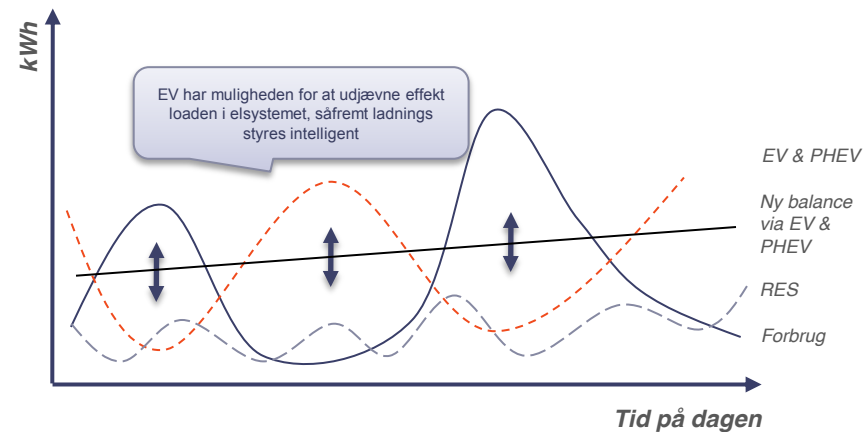 kWh
EV har muligheden for at udjævne effekt
loaden i elsystemet, såfremt ladnings
styres intelligent
EV & PHEV
Ny balance
via EV &
PHEV
RES
Forbrug
Tid på dagen